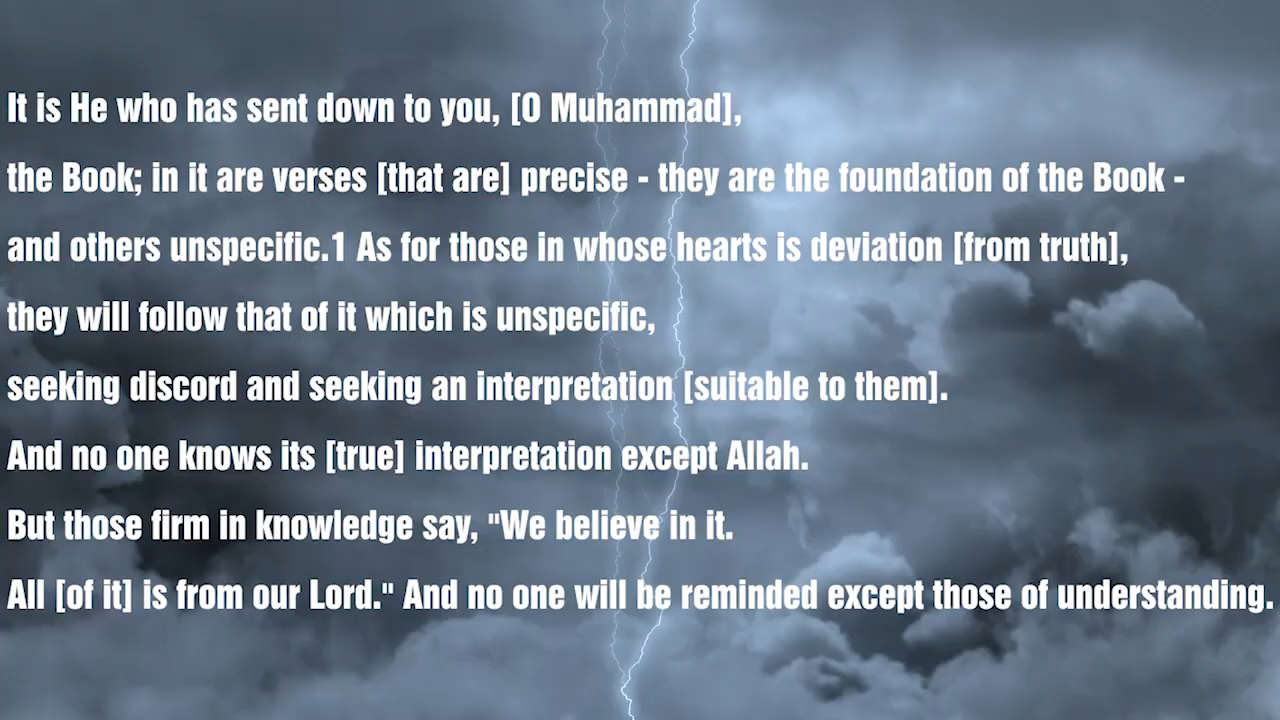 It is He who has sent down to you, [O Muhammad],
the Book; in it are verses [that are] precise - they are the foundation of the Book -
and others unspecific.1 As for those in whose hearts is deviation [from truth],
they will follow that of it which is unspecific,
seeking discord and seeking an interpretation [suitable to them].
And no one knows its [true] interpretation except Allah.
But those firm in knowledge say, "We believe in it.
All [of it] is from our Lord." And no one will be reminded except those of understanding.